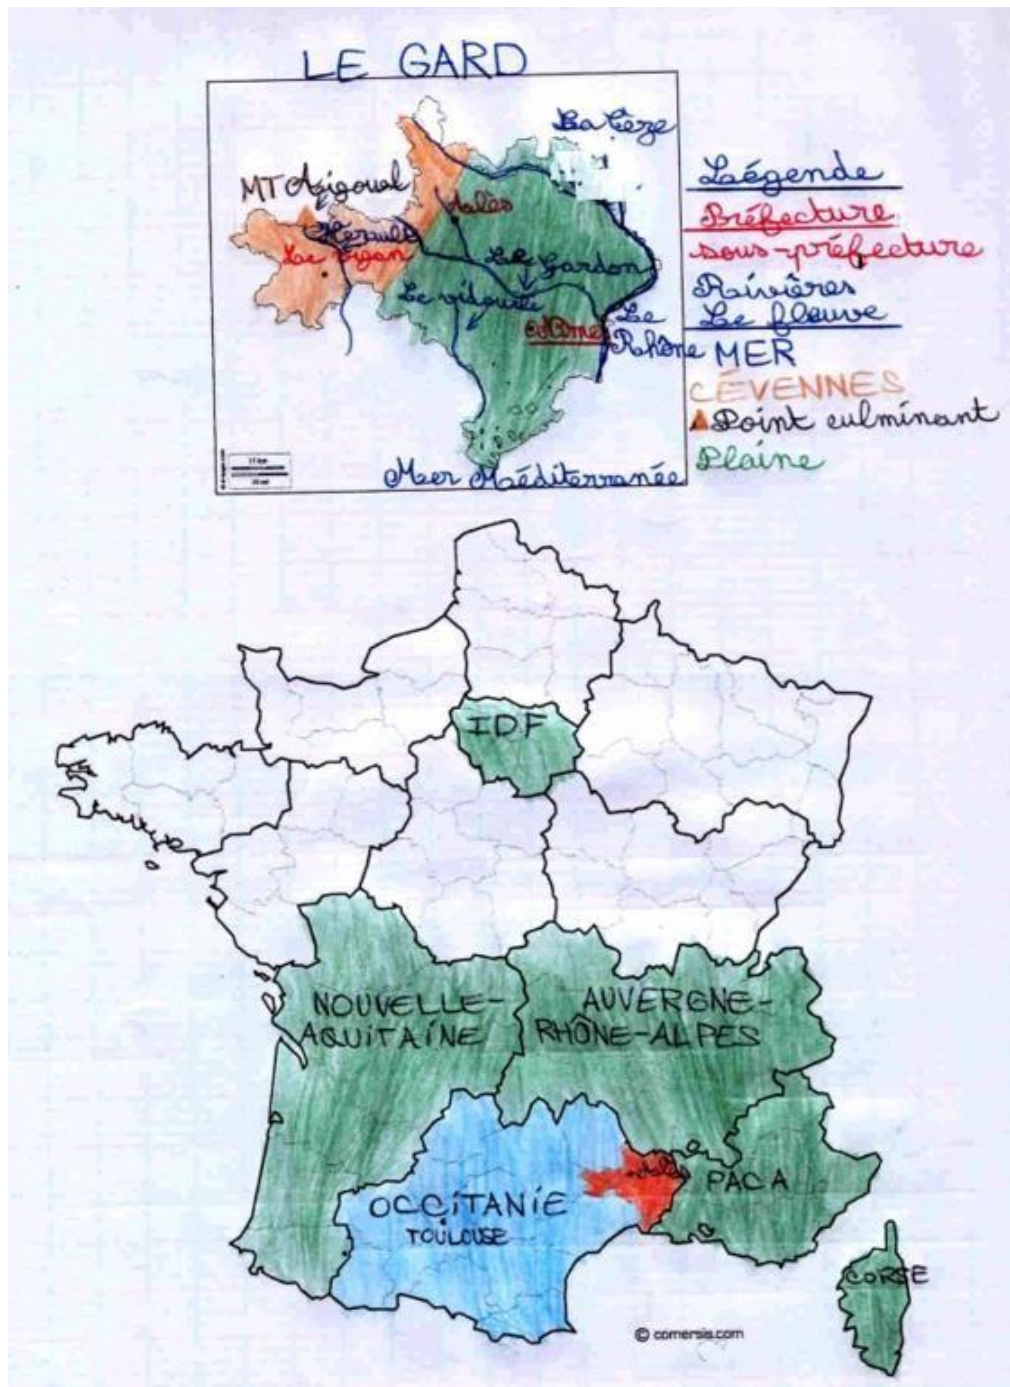 LE GARD
La Cèze
MT Aigoual
Alès
Hérault
Le Vigan
Le Gardon
Le vidourle
Nîmes
Le
Rhône
Mer Méditerranée
Légende
Préfecture
sous-préfecture
Rivières
Le fleuve
MER
CÉVENNES
Point culminant
Plaine
IDF
NOUVELLE-
AQUITAINE
AUVERGNE-
RHÔNE-ALPES
OCCITANIE
TOULOUSE
Alès
PACA
CORSE
© comersis.com